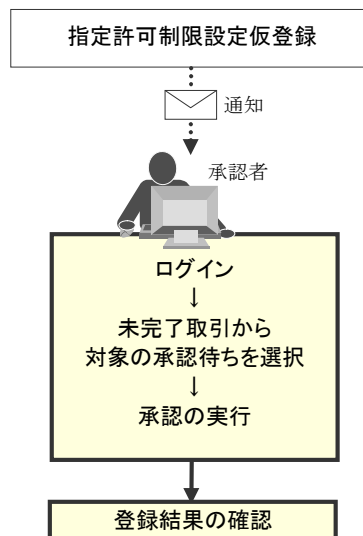 指定許可制限設定仮登録
通知
承認者
ログイン
↓
未完了取引から
対象の承認待ちを選択
↓
承認の実行
登録結果の確認